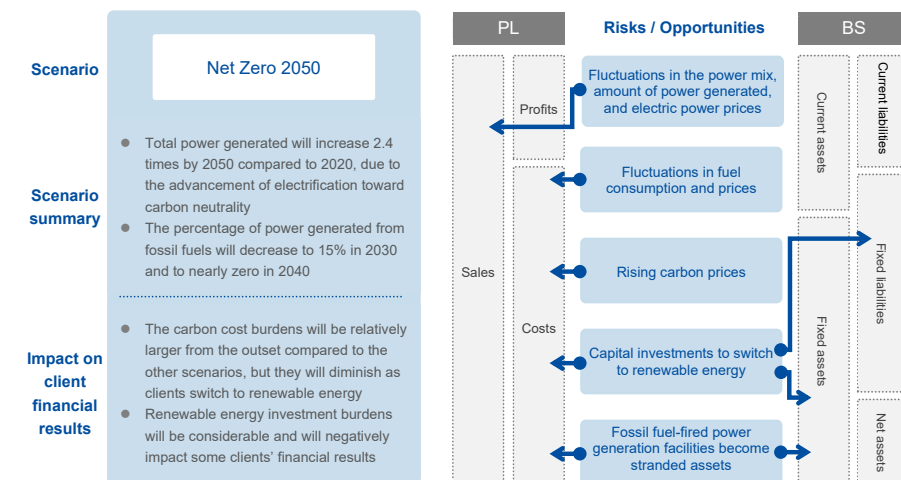 Scenario
Net Zero 2050
Scenario
summary
● Total power generated will increase 2.4
times by 2050 compared to 2020, due to
the advancement of electrification toward
carbon neutrality
● The percentage of power generated from
fossil fuels will decrease to 15% in 2030
and to nearly zero in 2040
Impact on
client
financial
results
● The carbon cost burdens will be relatively
larger from the outset compared to the
other scenarios, but they will diminish as
clients switch to renewable energy
● Renewable energy investment burdens
will be considerable and will negatively
impact some clients' financial results
PL
Risks / Opportunities
BS
Sales
Profits
Costs
Fluctuations in the power mix,
amount of power generated,
and electric power prices
Fluctuations in fuel
consumption and prices
Rising carbon prices
Capital investments to switch
to renewable energy
Fossil fuel-fired power
generation facilities become
stranded assets
Current assets
Fixed assets
Current liabilities
Fixed liabilities
Net assets